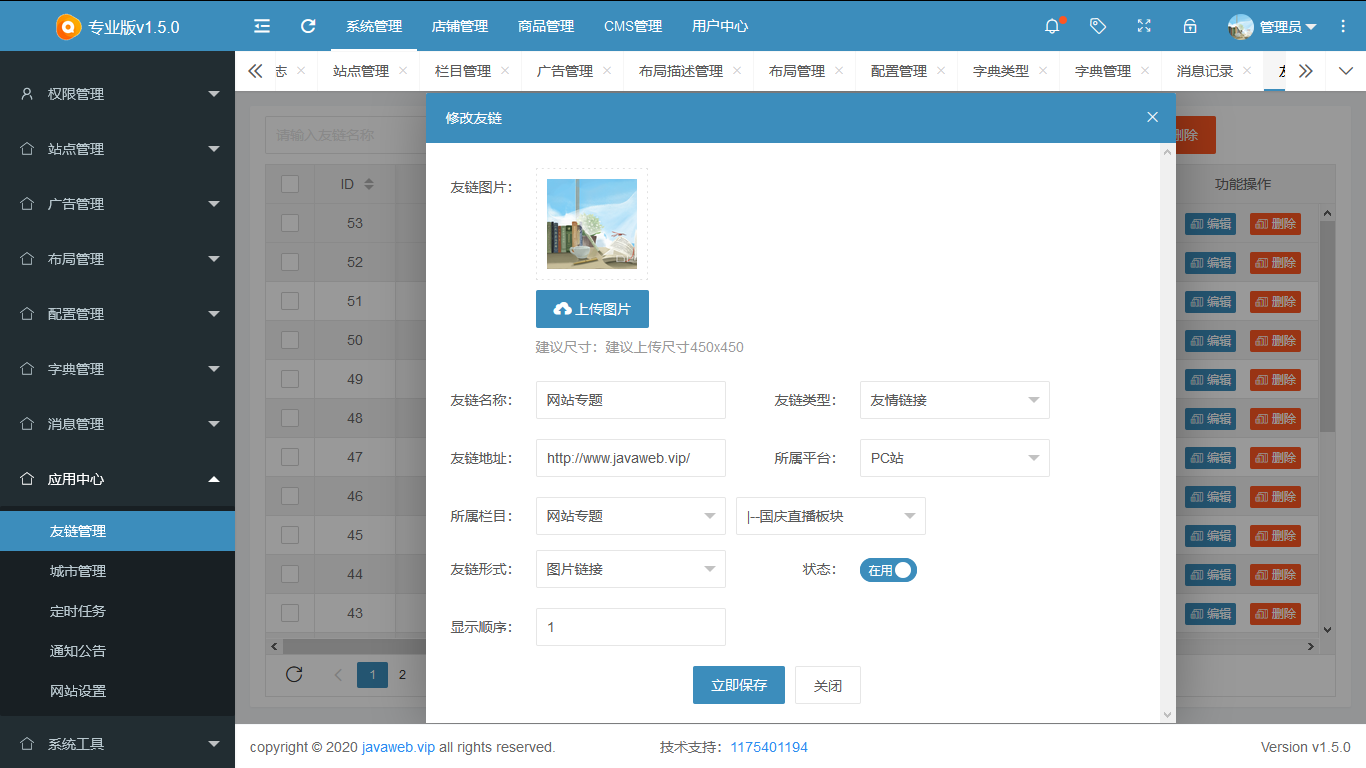 专业版v1.5.0
系统管理 店铺管理 商品管理 CMS管理 用户中心
管理员
志 站点管理 栏目管理 广告管理 布局描述管理 布局管理 配置管理 字典类型 字典管理 消息记录
权限管理
站点管理
广告管理
布局管理
配置管理
字典管理
消息管理
应用中心
友链管理
城市管理
定时任务
通知公告
网站设置
系统工具
请输入友链名称
删除
ID
功能操作
53 编辑 删除
52 编辑 删除
51 编辑 删除
50 编辑 删除
49 编辑 删除
48 编辑 删除
47 编辑 删除
46 编辑 删除
45 编辑 删除
44 编辑 删除
43 编辑 删除
1 2
修改友链
友链图片：
上传图片
建议尺寸：建议上传尺寸450x450
友链名称： 网站专题 友链类型： 友情链接
友链地址： http://www.javaweb.vip/ 所属平台： PC站
所属栏目： 网站专题 |--国庆直播板块
友链形式： 图片链接 状态： 在用
显示顺序： 1
立即保存 关闭
copyright © 2020 javaweb.vip all rights reserved. 技术支持：1175401194 Version v1.5.0